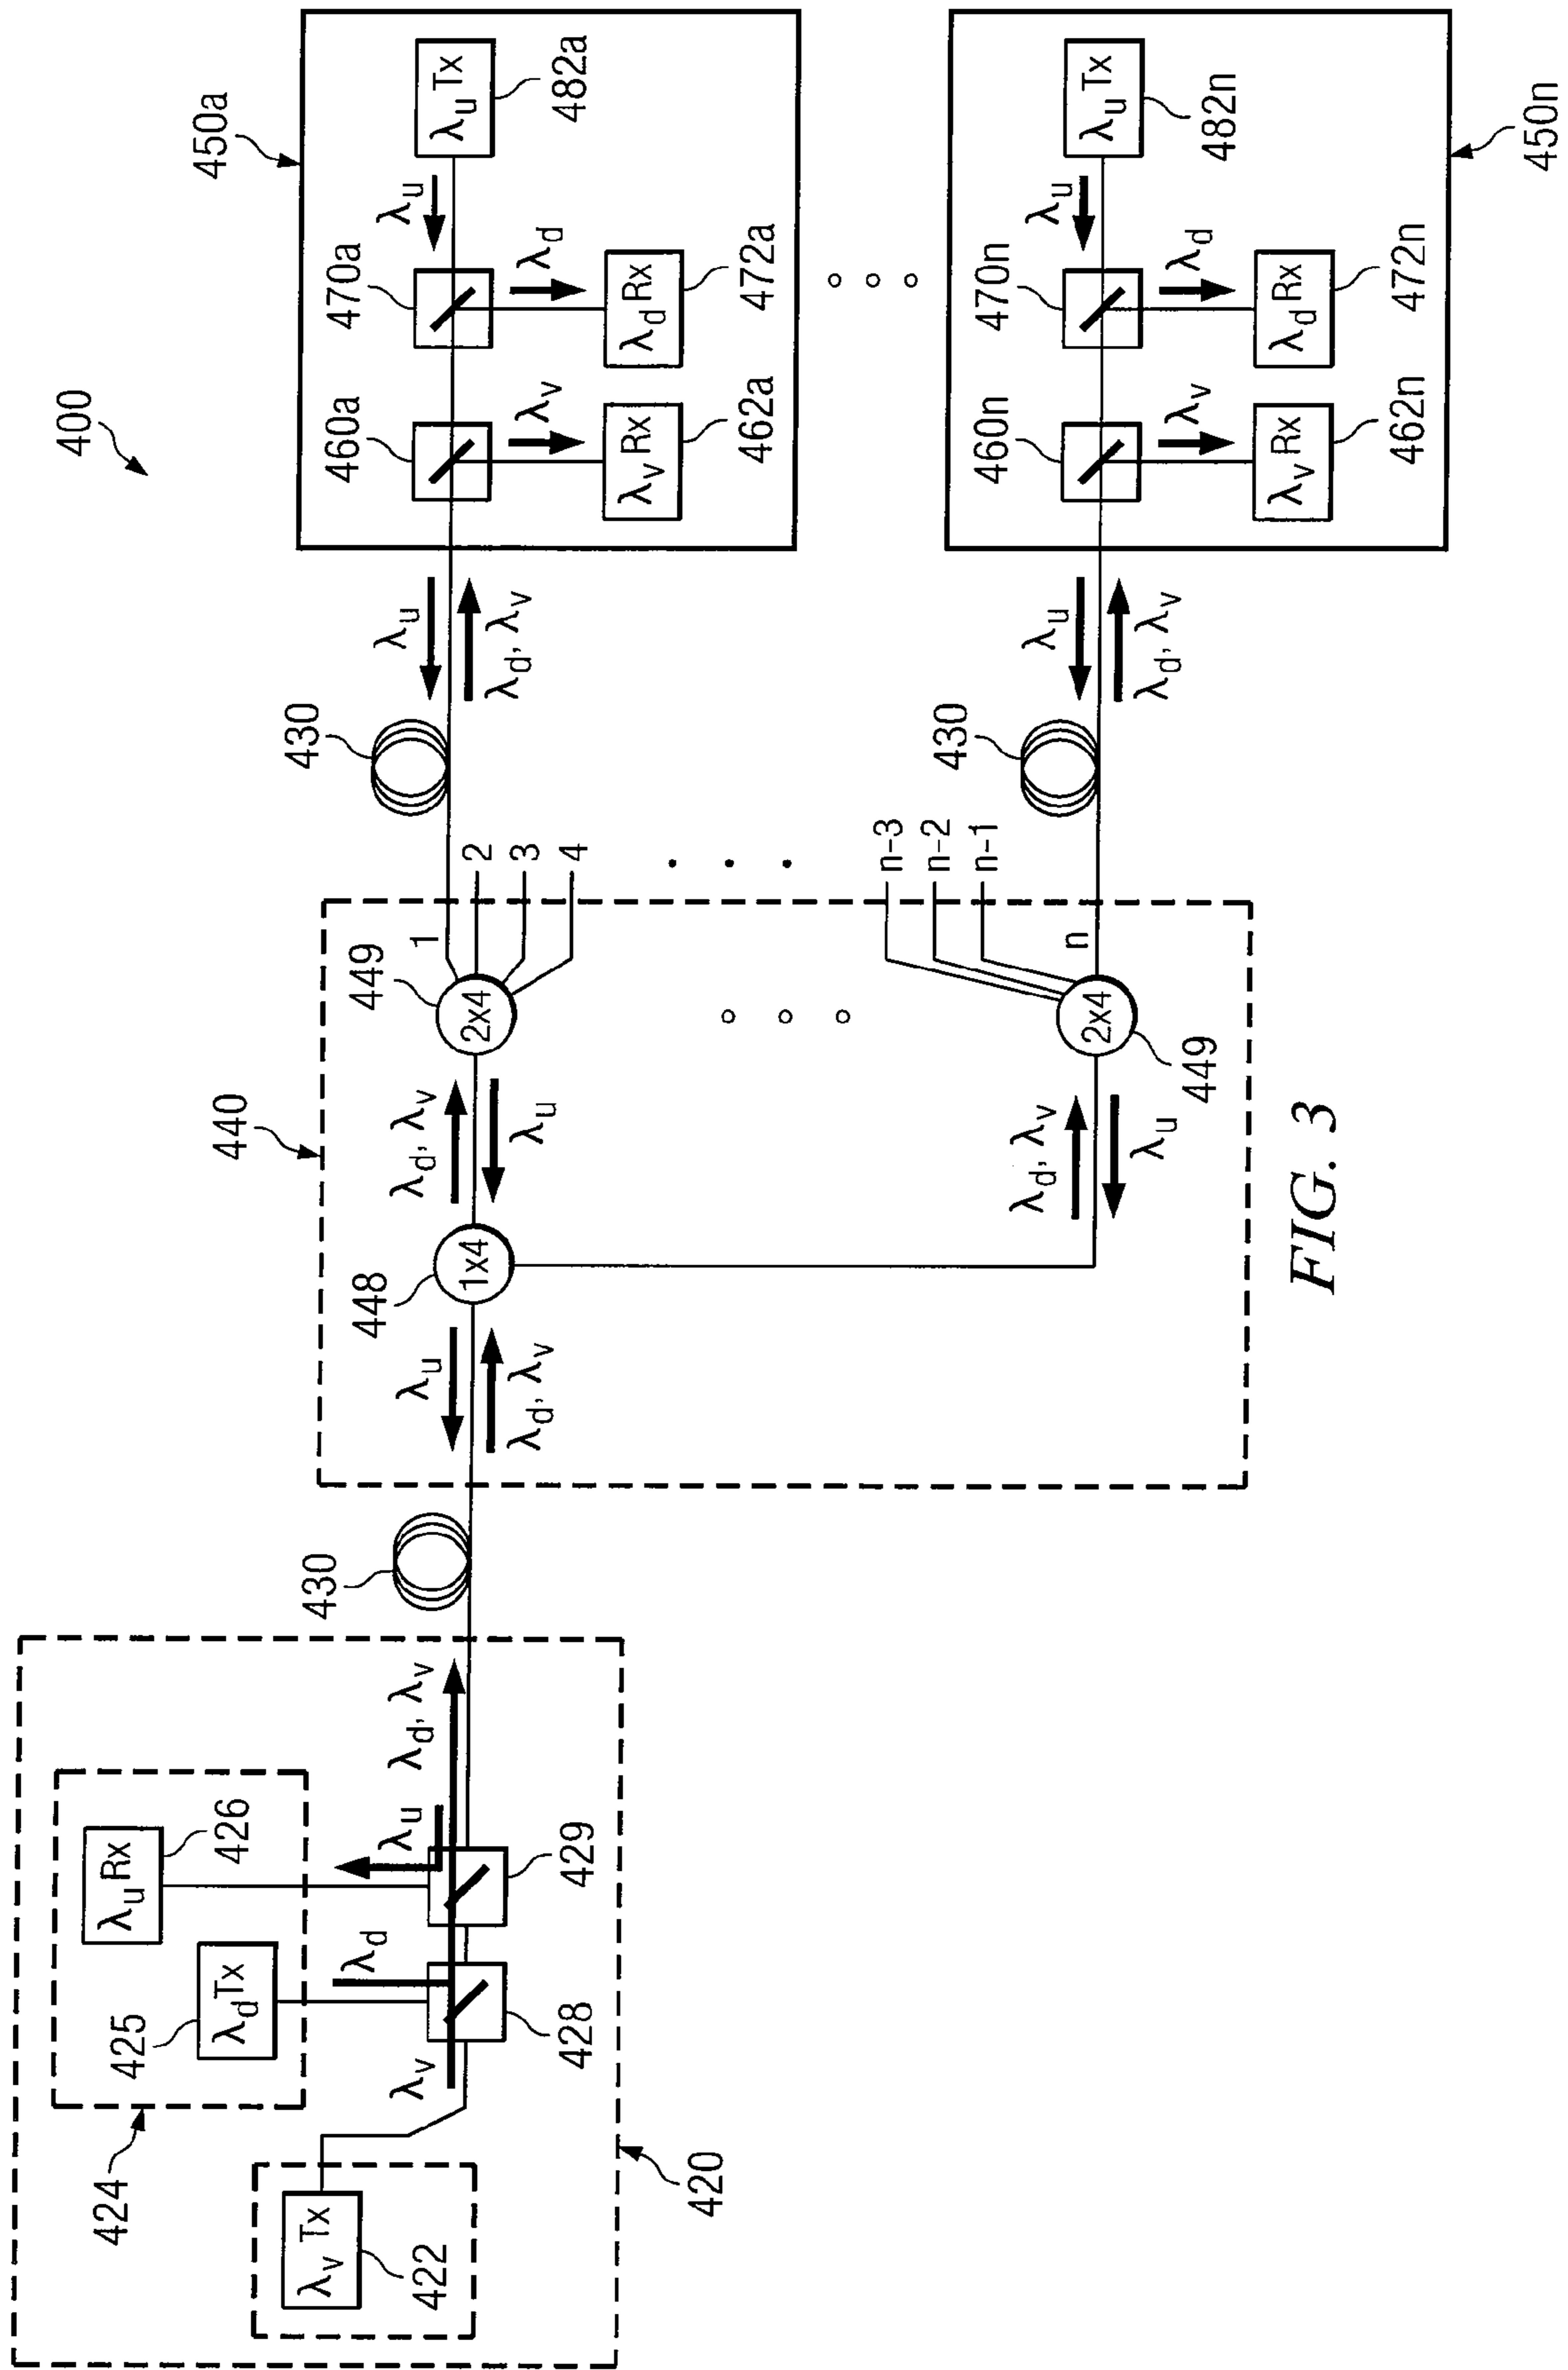 400
420
424
425
λd Tx
426
λu Rx
422
λv Tx
λv
λd
λu
λd, λv
428
429
430
440
λu
λd, λv
448
1x4
λd, λv
λu
449
2x4
1
2
3
4
λd, λv
λu
449
2x4
n-3
n-2
n-1
n
430
λu
λd, λv
450a
460a
470a
λu
λu Tx
482a
λv
λd
λv Rx
462a
λd Rx
472a
430
λu
λd, λv
450n
460n
470n
λu
λu Tx
482n
λv
λd
λv Rx
462n
λd Rx
472n
FIG. 3